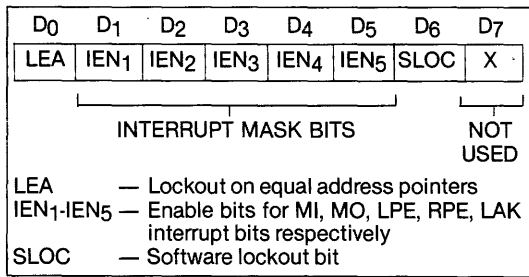 D0 D1 D2 D3 D4 D5 D6 D7
LEA IEN1 IEN2 IEN3 IEN4 IEN5 SLOC X
INTERRUPT MASK BITS NOT
USED
LEA — Lockout on equal address pointers
IEN1-IEN5 — Enable bits for MI, MO, LPE, RPE, LAK
interrupt bits respectively
SLOC — Software lockout bit